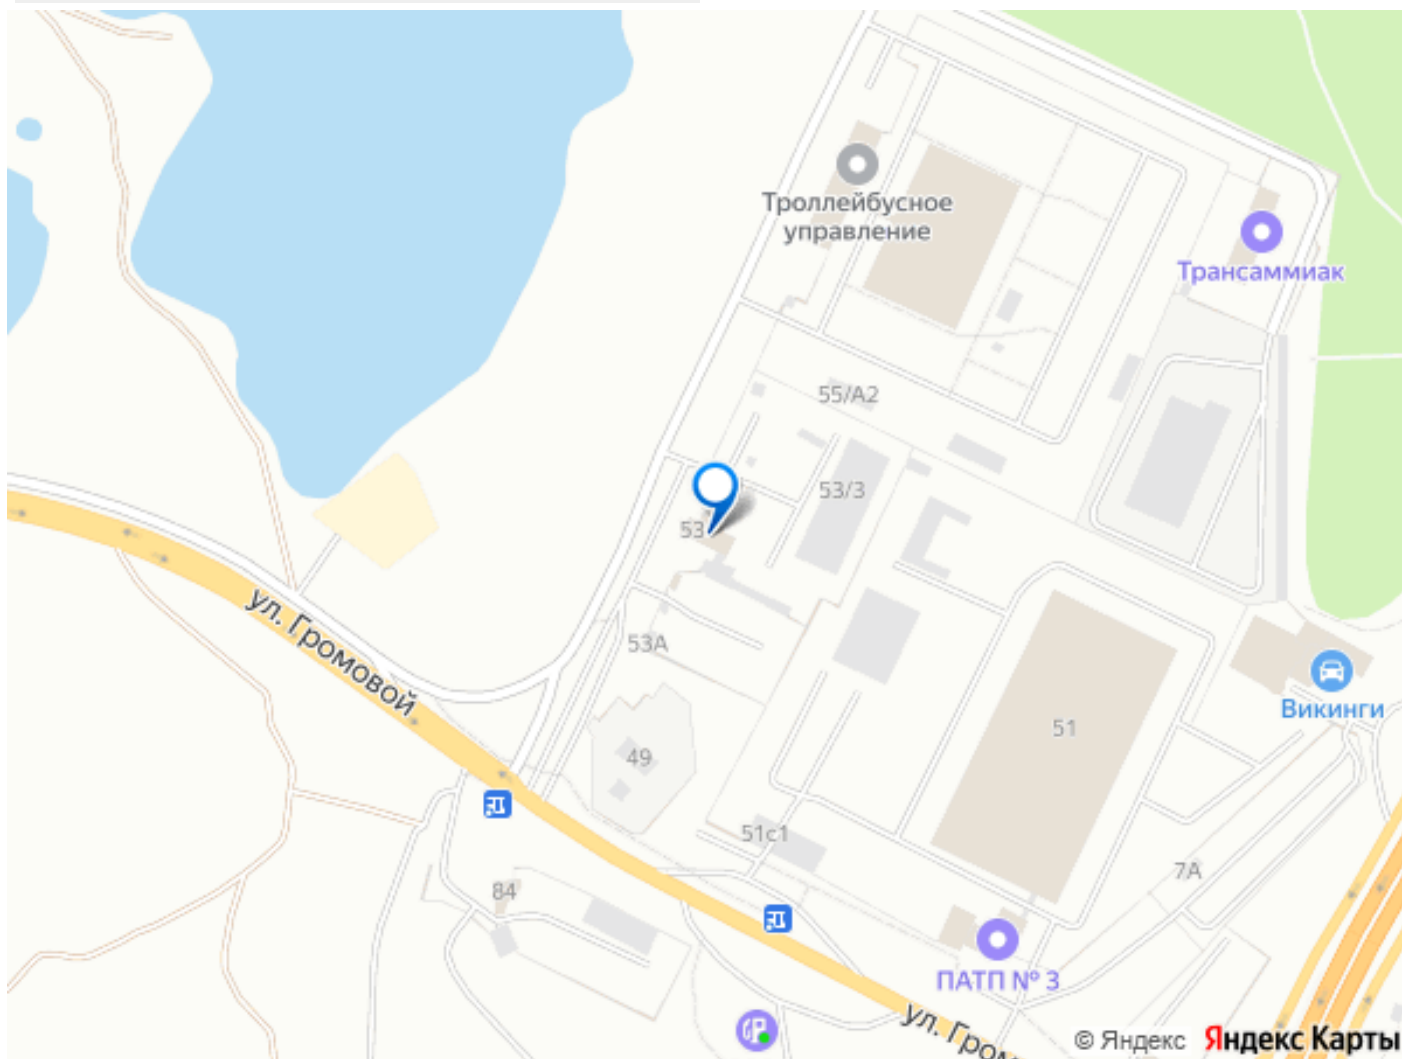 Троллейбусное
управление
Трансаммиак
55/А2
53/3
53
ул. Громовой
53А
Викинги
51
49
51с1
7А
84
ПАТП № 3
ул. Гром
© Яндекс Яндекс Карты